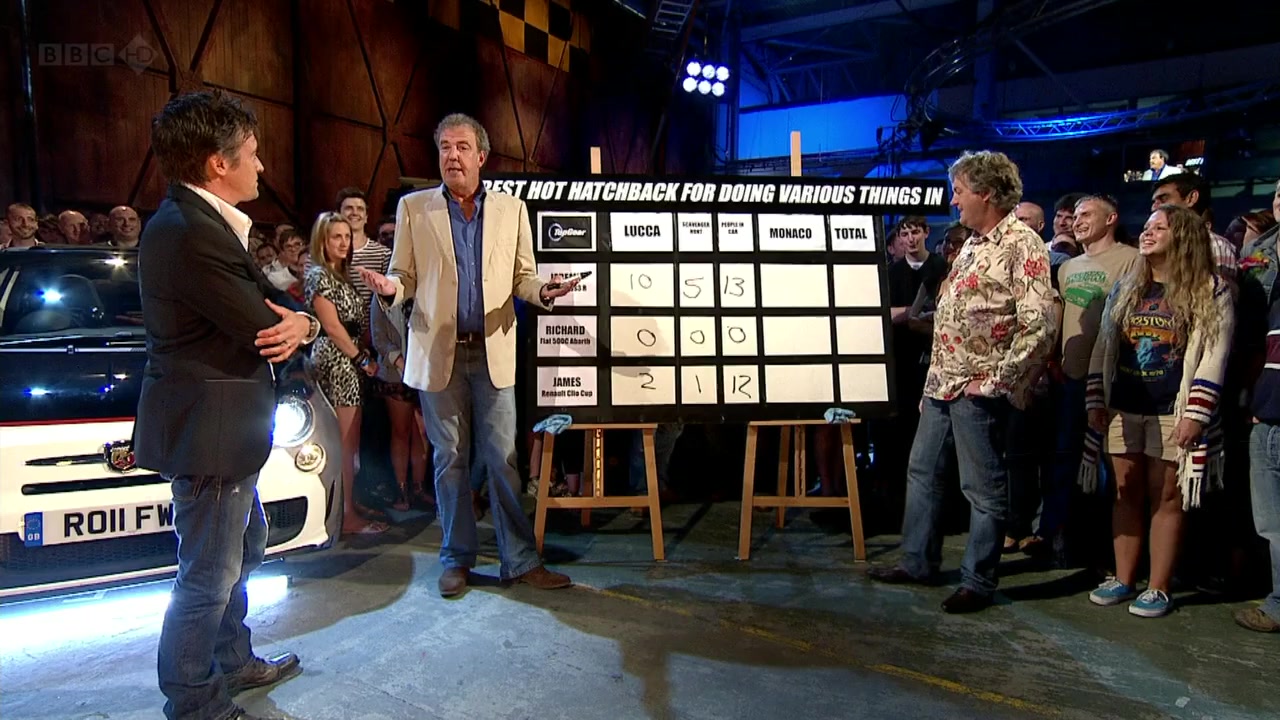 BBC HD
BEST HOT HATCHBACK FOR DOING VARIOUS THINGS IN
TopGear LUCCA SCAVENGER HUNT PEOPLE IN CAR MONACO TOTAL
10 5 13
RICHARD 0 0 0
Fiat 500C Abarth
JAMES 2 1 12
Renault Clio Cup
RO11 FW
GB